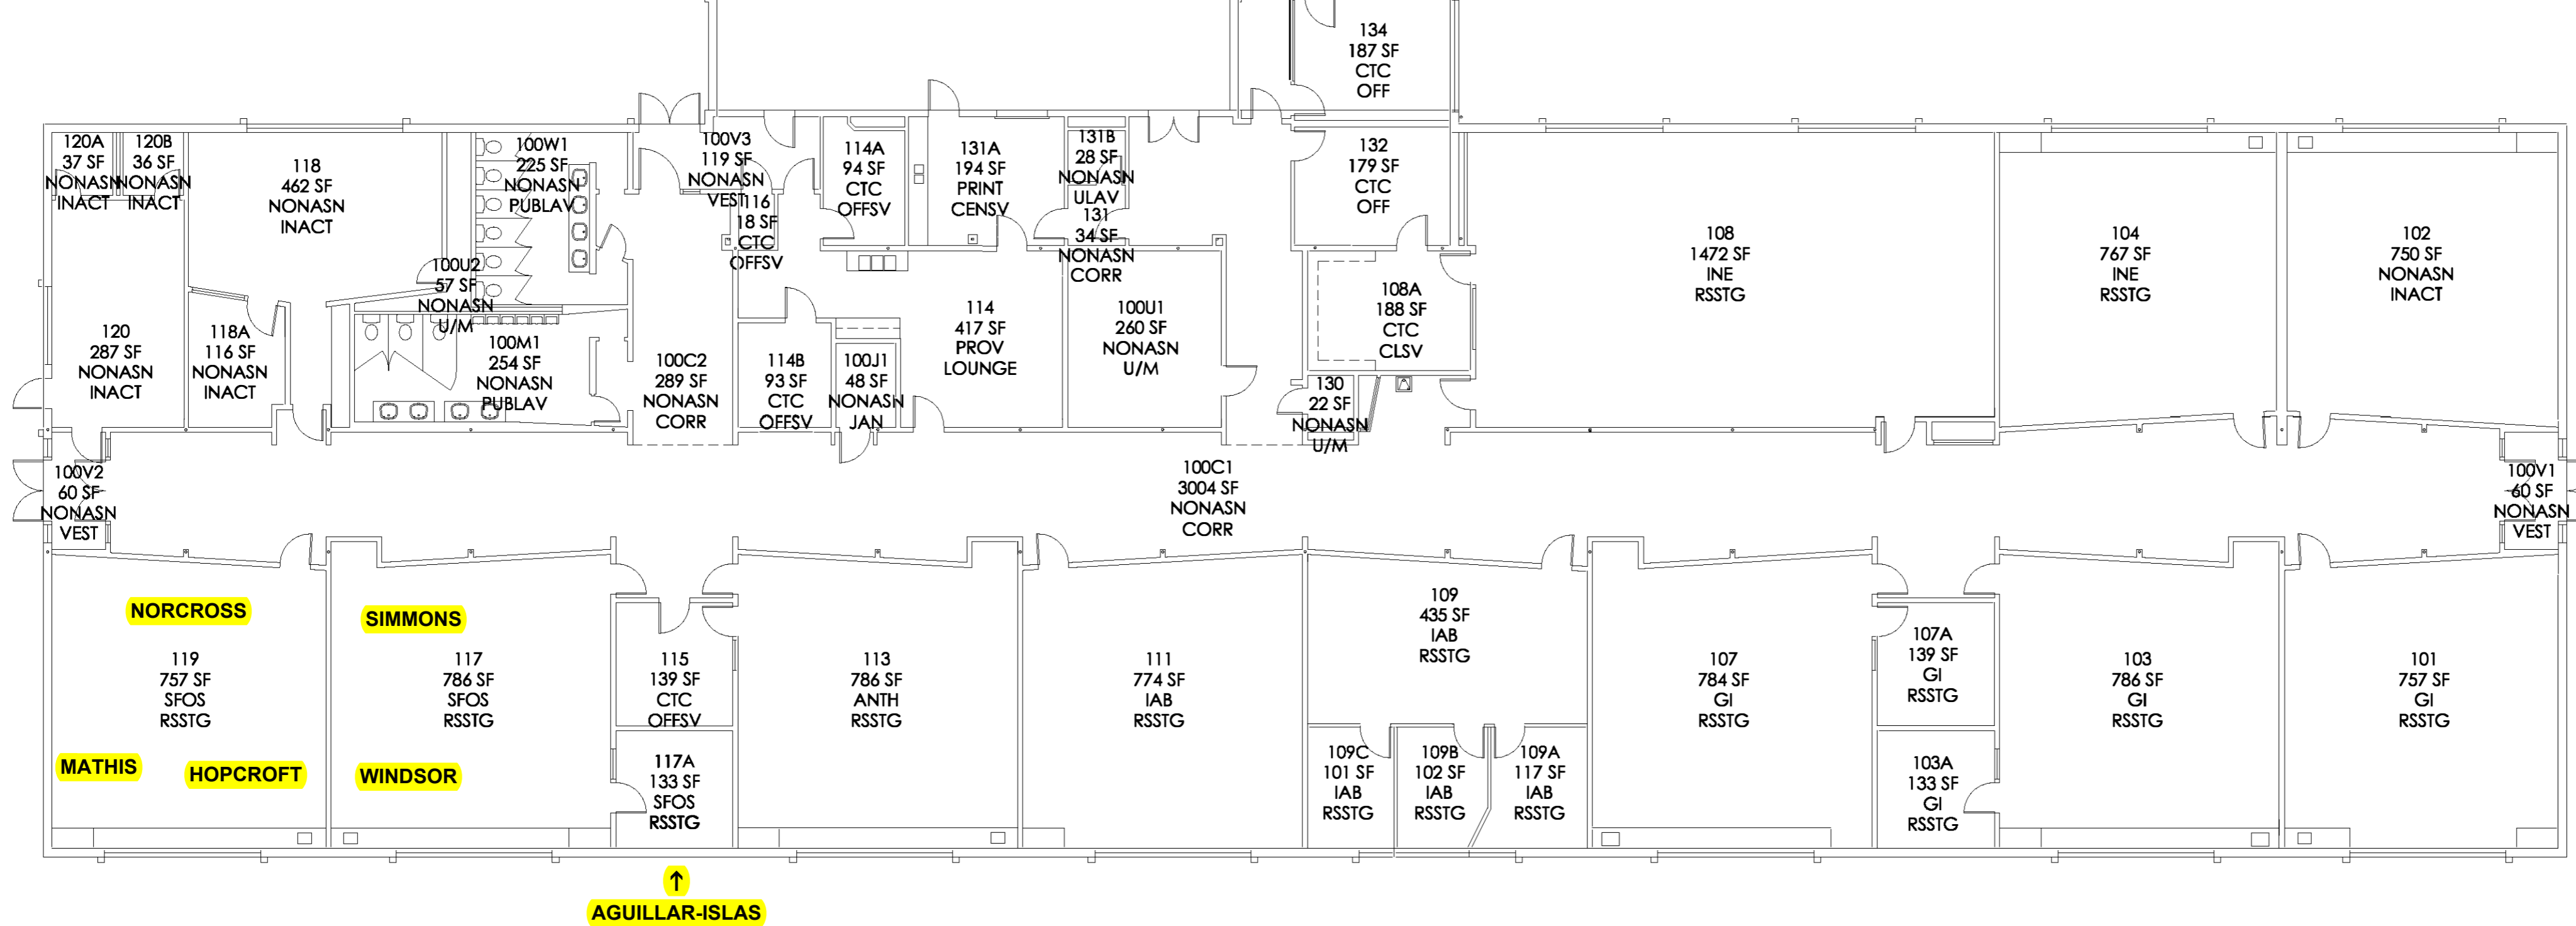 134
187 SF
CTC
OFF
120A
37 SF
NONASN
INACT
120B
36 SF
NONASN
INACT
118
462 SF
NONASN
INACT
100W1
225 SF
NONASN
PUBLAV
100V3
119 SF
NONASN
VEST
116
18 SF
CTC
OFFSV
114A
94 SF
CTC
OFFSV
131A
194 SF
PRINT
CENSV
131B
28 SF
NONASN
ULAV
131
34 SF
NONASN
CORR
132
179 SF
CTC
OFF
108
1472 SF
INE
RSSTG
104
767 SF
INE
RSSTG
102
750 SF
NONASN
INACT
100U2
57 SF
NONASN
U/M
120
287 SF
NONASN
INACT
118A
116 SF
NONASN
INACT
100M1
254 SF
NONASN
PUBLAV
100C2
289 SF
NONASN
CORR
114B
93 SF
CTC
OFFSV
100J1
48 SF
NONASN
JAN
114
417 SF
PROV
LOUNGE
100U1
260 SF
NONASN
U/M
108A
188 SF
CTC
CLSV
130
22 SF
NONASN
U/M
100V2
60 SF
NONASN
VEST
100C1
3004 SF
NONASN
CORR
100V1
60 SF
NONASN
VEST
NORCROSS
119
757 SF
SFOS
RSSTG
MATHIS
HOPCROFT
SIMMONS
117
786 SF
SFOS
RSSTG
WINDSOR
115
139 SF
CTC
OFFSV
117A
133 SF
SFOS
RSSTG
113
786 SF
ANTH
RSSTG
111
774 SF
IAB
RSSTG
109
435 SF
IAB
RSSTG
109C
101 SF
IAB
RSSTG
109B
102 SF
IAB
RSSTG
109A
117 SF
IAB
RSSTG
107
784 SF
GI
RSSTG
107A
139 SF
GI
RSSTG
103A
133 SF
GI
RSSTG
103
786 SF
GI
RSSTG
101
757 SF
GI
RSSTG
↑
AGUILLAR-ISLAS